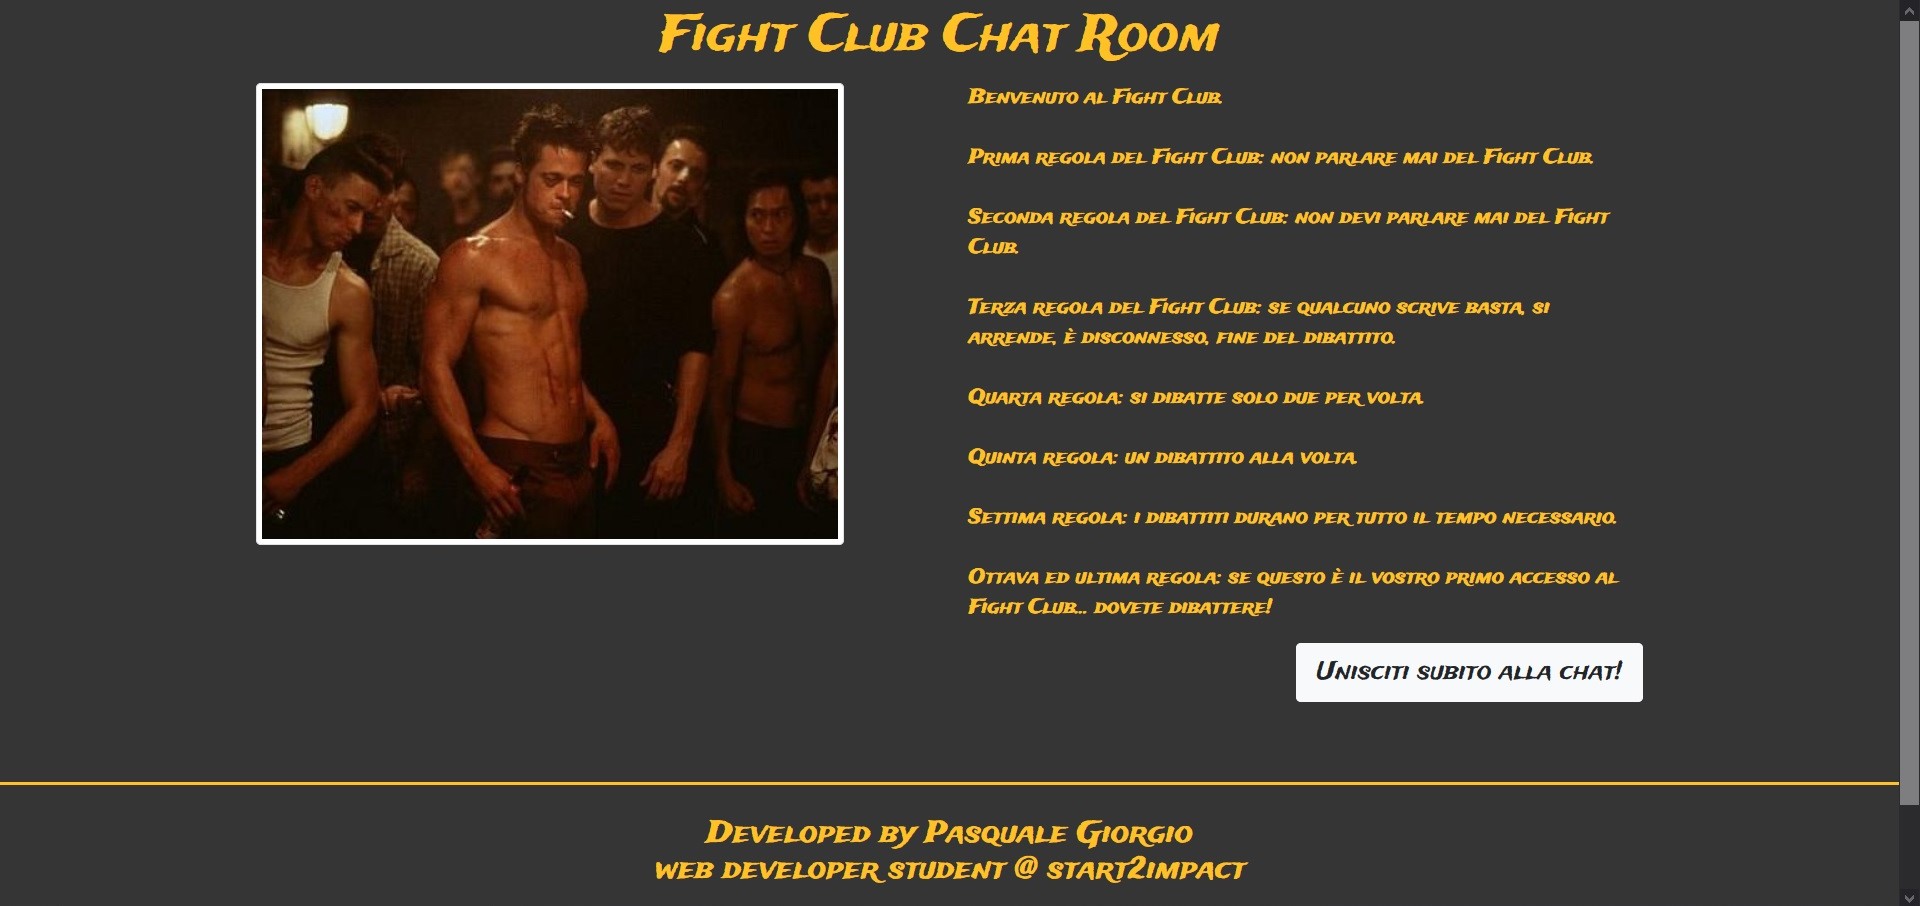 Fight Club Chat Room
Benvenuto al Fight Club.
Prima regola del Fight Club: non parlare mai del Fight Club.
Seconda regola del Fight Club: non devi parlare mai del Fight
Club.
Terza regola del Fight Club: se qualcuno scrive basta, si
arrende, è disconnesso, fine del dibattito.
Quarta regola: si dibatte solo due per volta.
Quinta regola: un dibattito alla volta.
Settima regola: i dibattiti durano per tutto il tempo necessario.
Ottava ed ultima regola: se questo è il vostro primo accesso al
Fight Club... dovete dibattere!
Unisciti subito alla chat!
Developed by Pasquale Giorgio
web developer student @ start2impact